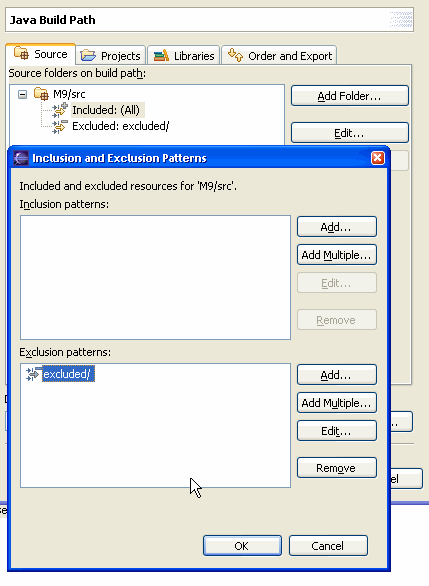 Java Build Path
Source Projects Libraries Order and Export
Source folders on build path:
M9/src
Included: (All)
Excluded: excluded/
Add Folder...
Edit...
Inclusion and Exclusion Patterns
Included and excluded resources for 'M9/src'.
Inclusion patterns:
Add...
Add Multiple...
Edit...
Remove
Exclusion patterns:
excluded/
Add...
Add Multiple...
Edit...
Remove
OK Cancel